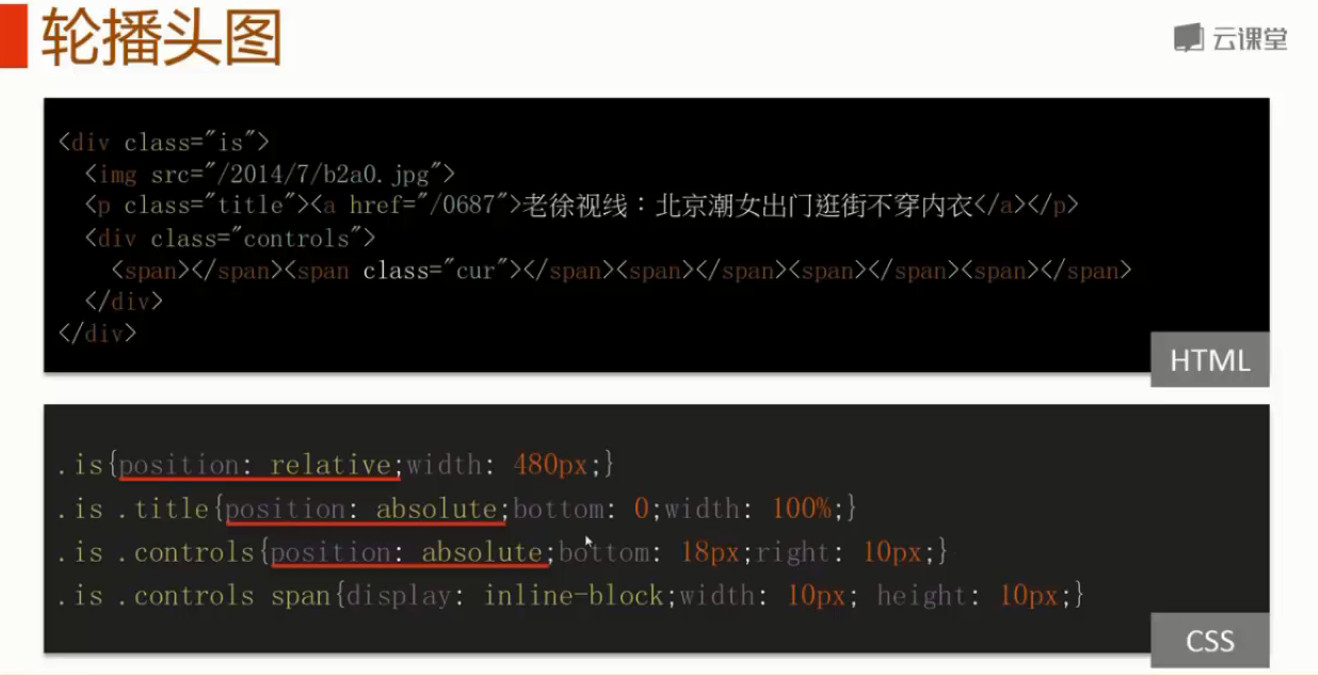 轮播头图
云课堂
<div class="is">
<img src="/2014/7/b2a0.jpg">
<p class="title"><a href="/0687">老徐视线：北京潮女出门逛街不穿内衣</a></p>
<div class="controls">
<span></span><span class="cur"></span><span></span><span></span><span></span>
</div>
</div>
HTML
.is{position: relative;width: 480px;}
.is .title{position: absolute;bottom: 0;width: 100%;}
.is .controls{position: absolute;bottom: 18px;right: 10px;}
.is .controls span{display: inline-block;width: 10px; height: 10px;}
CSS